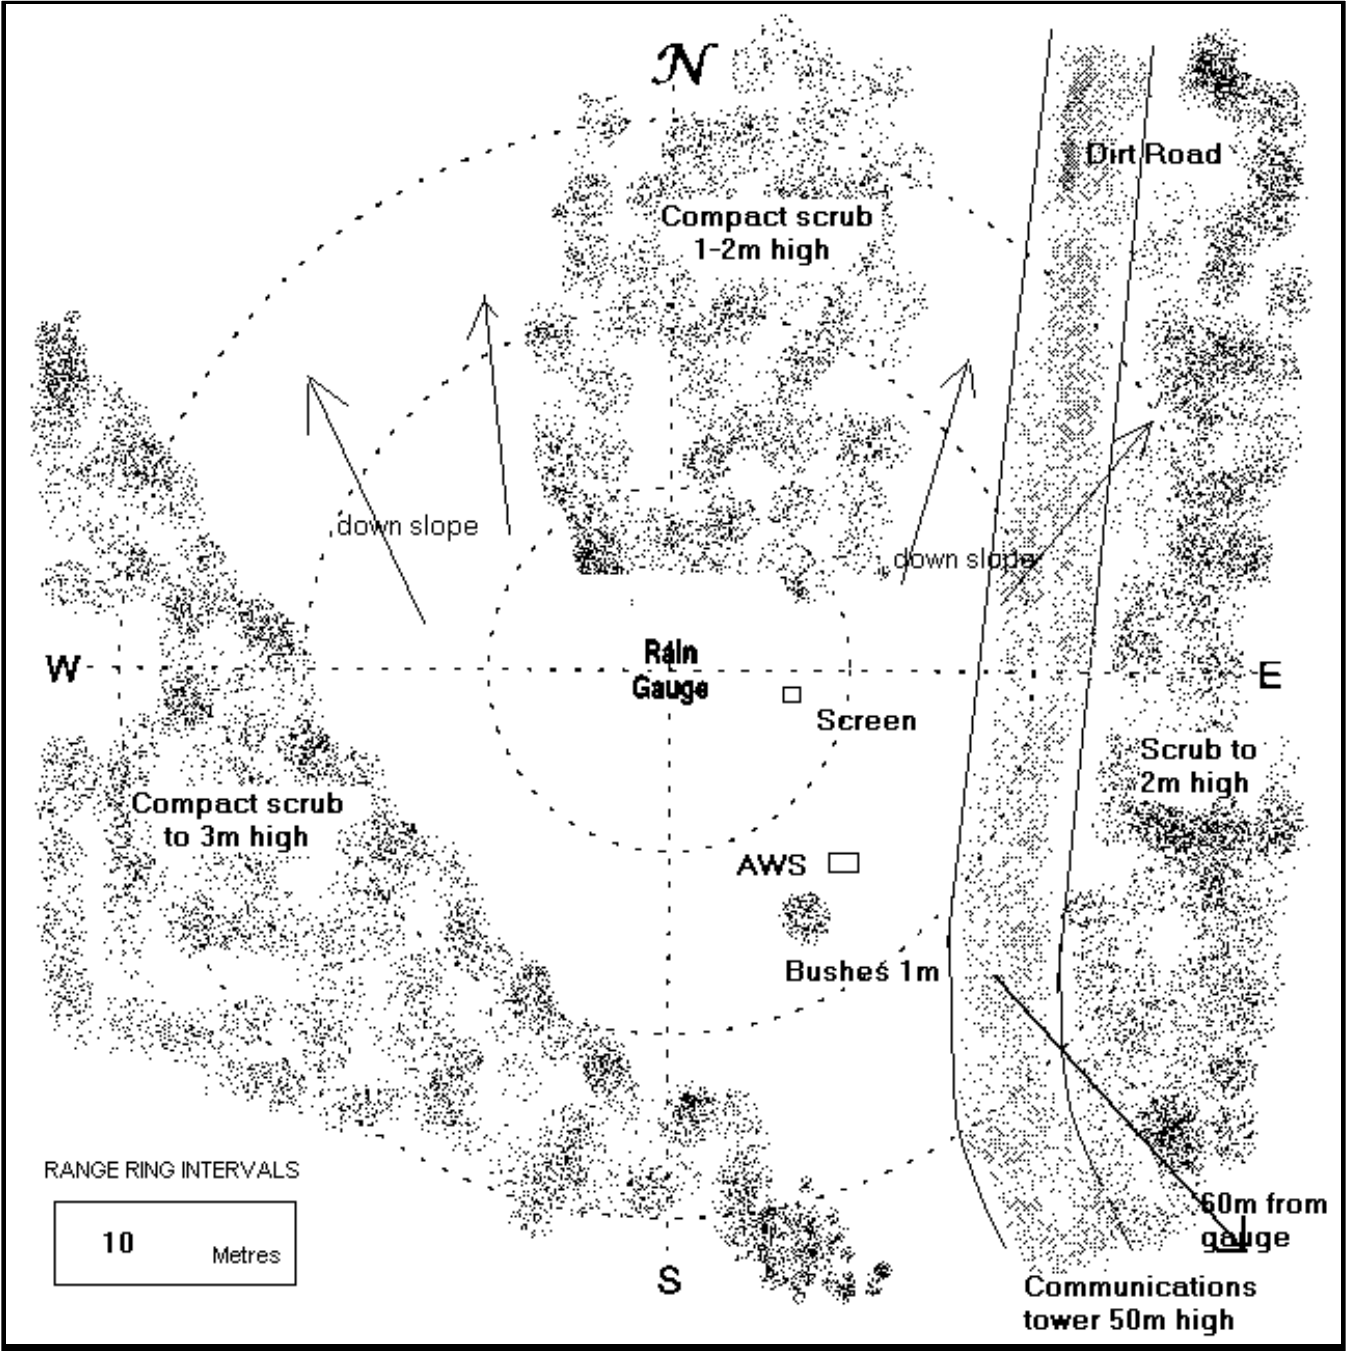 N
Dirt Road
Compact scrub
1-2m high
down slope
down slope
W
Rain
Gauge
E
Screen
Scrub to
2m high
Compact scrub
to 3m high
AWS
Bushes 1m
RANGE RING INTERVALS
10 Metres
60m from
gauge
S
Communications
tower 50m high